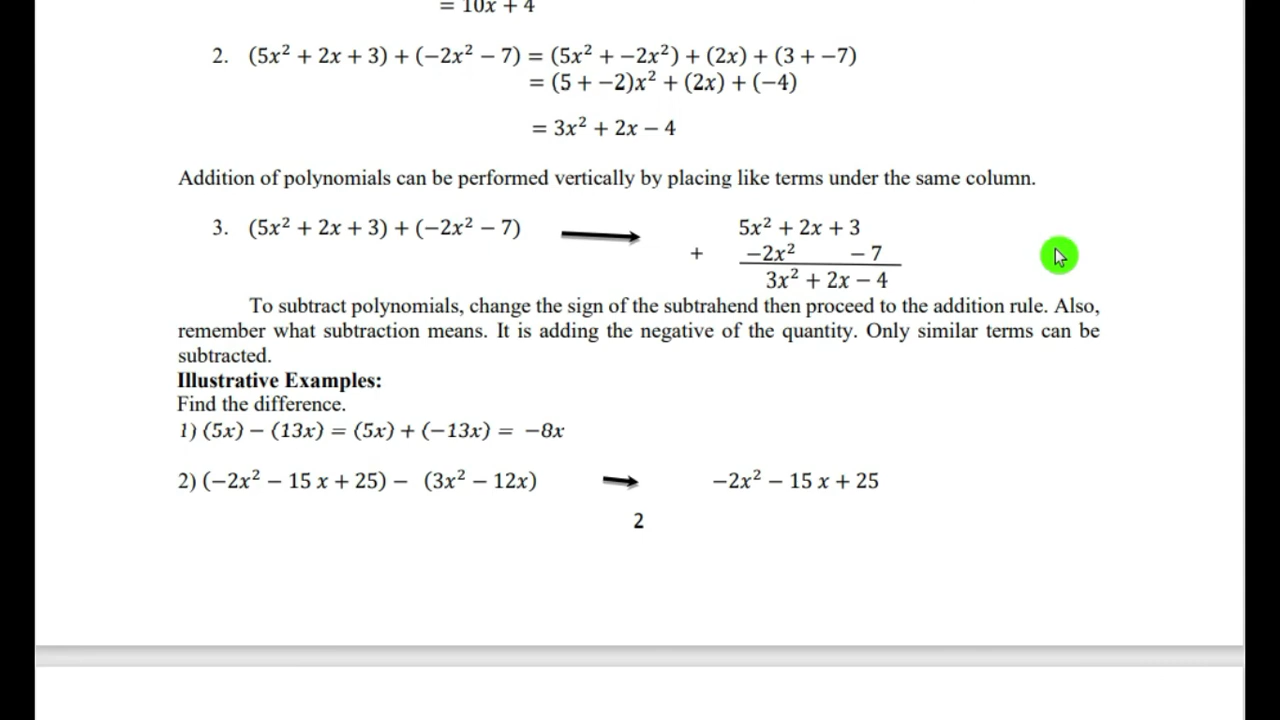 = 10x + 4
2. (5x² + 2x + 3) + (−2x² − 7) = (5x² + −2x²) + (2x) + (3 + −7)
= (5 + −2)x² + (2x) + (−4)
= 3x² + 2x − 4
Addition of polynomials can be performed vertically by placing like terms under the same column.
3. (5x² + 2x + 3) + (−2x² − 7) 5x² + 2x + 3
+ −2x² − 7
3x² + 2x − 4
To subtract polynomials, change the sign of the subtrahend then proceed to the addition rule. Also,
remember what subtraction means. It is adding the negative of the quantity. Only similar terms can be
subtracted.
Illustrative Examples:
Find the difference.
1) (5x) − (13x) = (5x) + (−13x) = −8x
2) (−2x² − 15 x + 25) − (3x² − 12x) −2x² − 15 x + 25
2